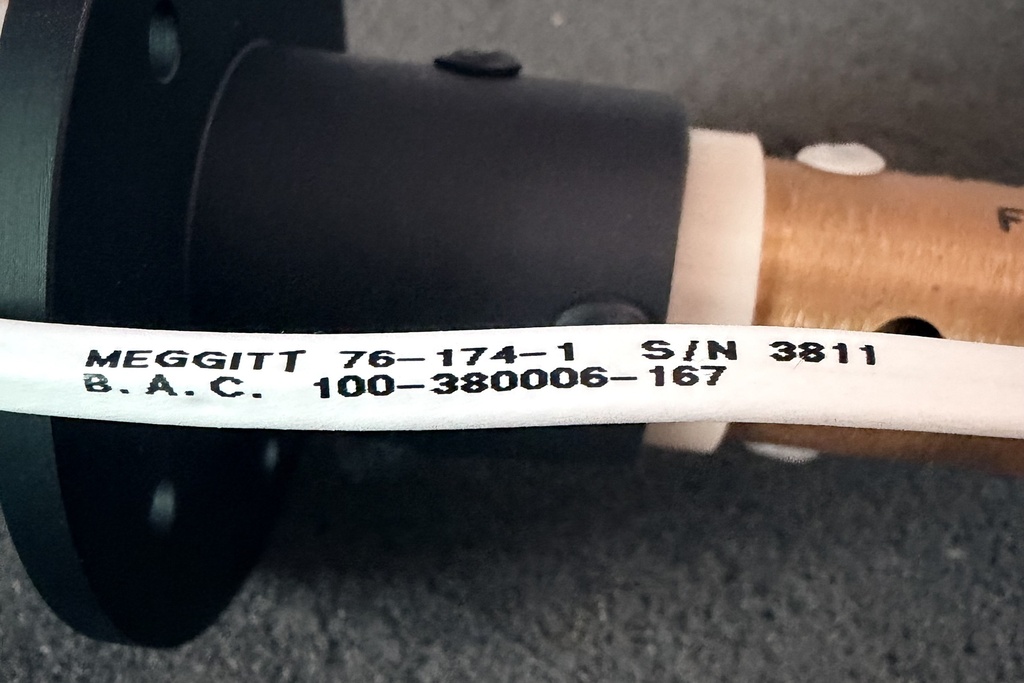 MEGGITT 76-174-1 S/N 3811
B.A.C. 100-380006-167
F